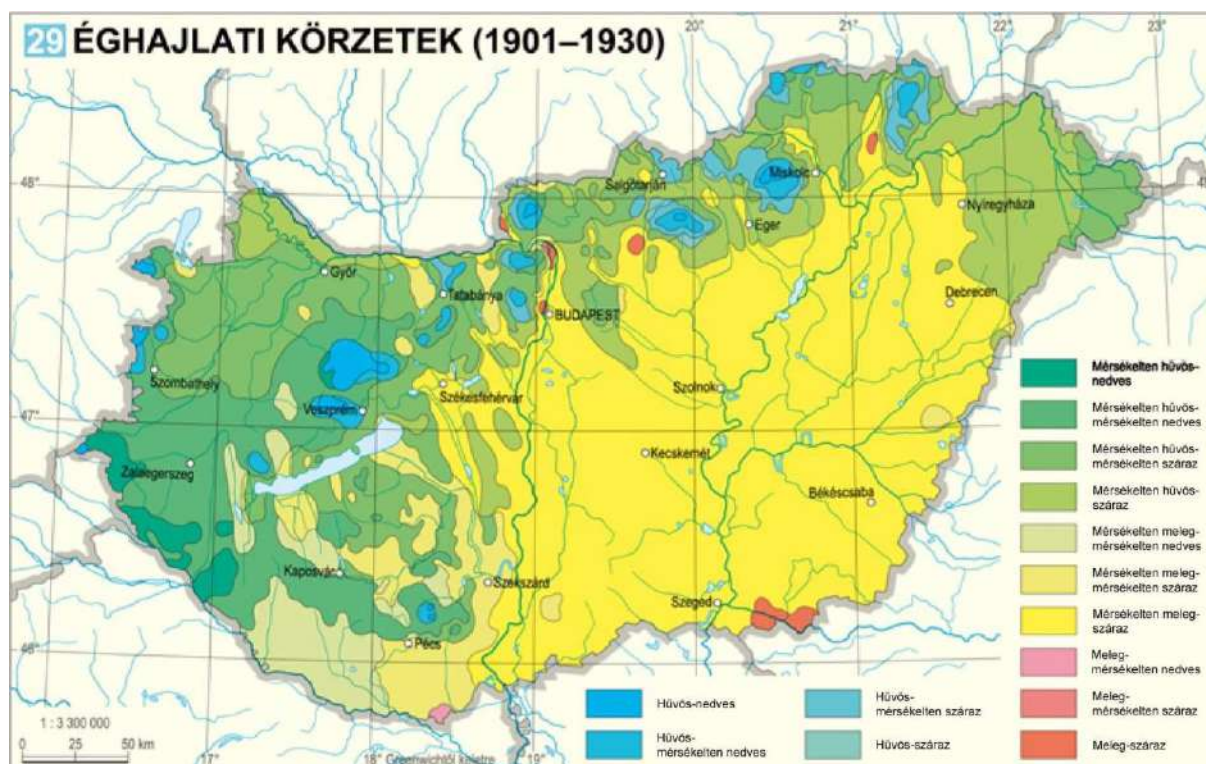 29 ÉGHAJLATI KÖRZETEK (1901–1930)
20°
21°
22°
23°
48°
Salgótarján
Miskolc
Eger
Nyíregyháza
Győr
Tatabánya
BUDAPEST
Debrecen
Szombathely
Székesfehérvár
Szolnok
Veszprém
47°
Zalaegerszeg
Kecskemét
Békéscsaba
Kaposvár
Szekszárd
Szeged
Pécs
46°
Mérsékelten hűvös-
nedves
Mérsékelten hűvös-
mérsékelten nedves
Mérsékelten hűvös-
mérsékelten száraz
Mérsékelten hűvös-
száraz
Mérsékelten meleg-
mérsékelten nedves
Mérsékelten meleg-
mérsékelten száraz
Mérsékelten meleg-
száraz
Meleg-
mérsékelten nedves
Meleg-
mérsékelten száraz
Meleg-száraz
Hűvös-nedves
Hűvös-
mérsékelten nedves
Hűvös-
mérsékelten száraz
Hűvös-száraz
1 : 3 300 000
0 25 50 km
17°
18° Greenwichtől keletre
19°